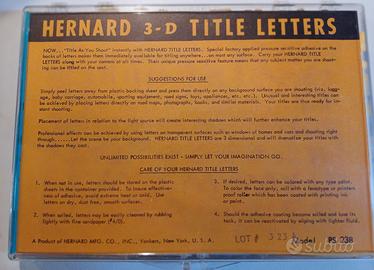 HERNARD 3-D TITLE LETTERS
NOW... "Title As You Shoot" instantly with HERNARD TITLE LETTERS. Special factory applied pressure sensitive adhesive on the
backs of letters makes them immediately available for titling anywhere, ...on most any surface. Carry your HERNARD TITLE
LETTERS along with your camera at all times. Their unique pressure sensitive feature means that any subject matter you are shoot-
ing can be titled on the spot.
SUGGESTIONS FOR USE
Simply peel letters away from plastic backing sheet and press them directly on any background surface you are shooting (viz., lugg-
age, baby carriage, automobile, sporting equipment, road signs, toys, appliances, etc., etc.). Unusual and interesting titles can
be achieved by placing letters directly on road maps, photographs, books, and similar materials. Your titles are thus ready for in-
stant shooting.
Placement of letters in relation to the light source will create interesting shadows which will further enhance your titles.
Professional effects can be achieved by using letters on transparent surfaces such as windows of homes and cars and shooting right
through......Let the scene be your background. HERNARD TITLE LETTERS are 3 dimensional and will dramatize your titles with
the shadows they cast.
UNLIMITED POSSIBILITIES EXIST - SIMPLY LET YOUR IMAGINATION GO.
CARE OF YOUR HERNARD TITLE LETTERS
1. When not in use, letters should be stored on the plastic
sheets in the container provided. To insure effective-
ness of adhesive, avoid extreme heat or cold. Use
letters on dry, dust free, smooth surfaces.
2. When soiled, letters may be easily cleaned by rubbing
lightly with fine sandpaper (#6/0).
3. If desired, letters can be colored with any type paint.
To color the face only, roll with a linotype or printers
proof roller which has been coated with printing ink
or paint.
4. Should the adhesive coating become soiled and lose its
tack, it can be reactivated by wiping with lighter fluid.
A Product of HERNARD MFG. CO., INC., Yonkers, New York, U. S. A.
LOT # 323
Model PS 23B
subito